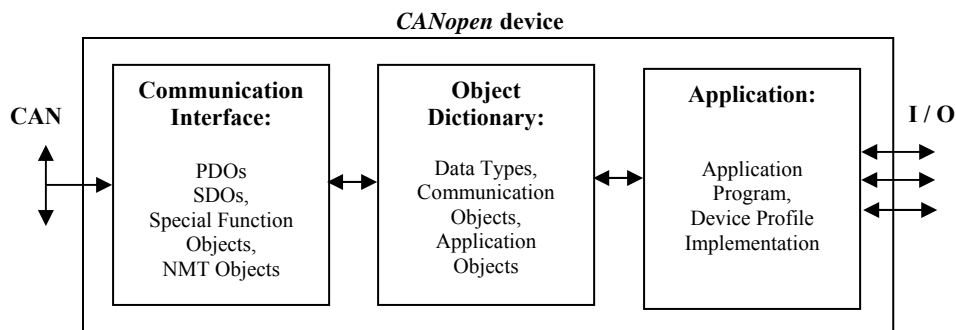 CANopen device
CAN
Communication
Interface:
PDOs
SDOs,
Special Function
Objects,
NMT Objects
Object
Dictionary:
Data Types,
Communication
Objects,
Application
Objects
Application:
Application
Program,
Device Profile
Implementation
I / O